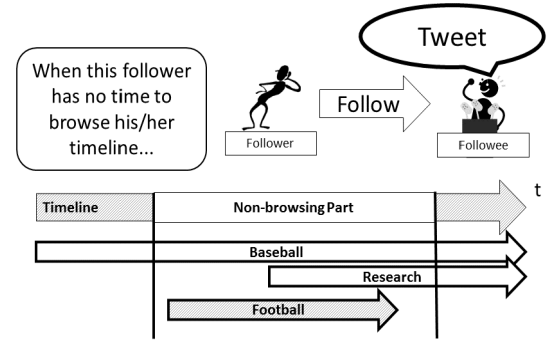 Tweet
When this follower
has no time to
browse his/her
timeline...
Follow
Follower
Followee
t
Timeline
Non-browsing Part
Baseball
Research
Football